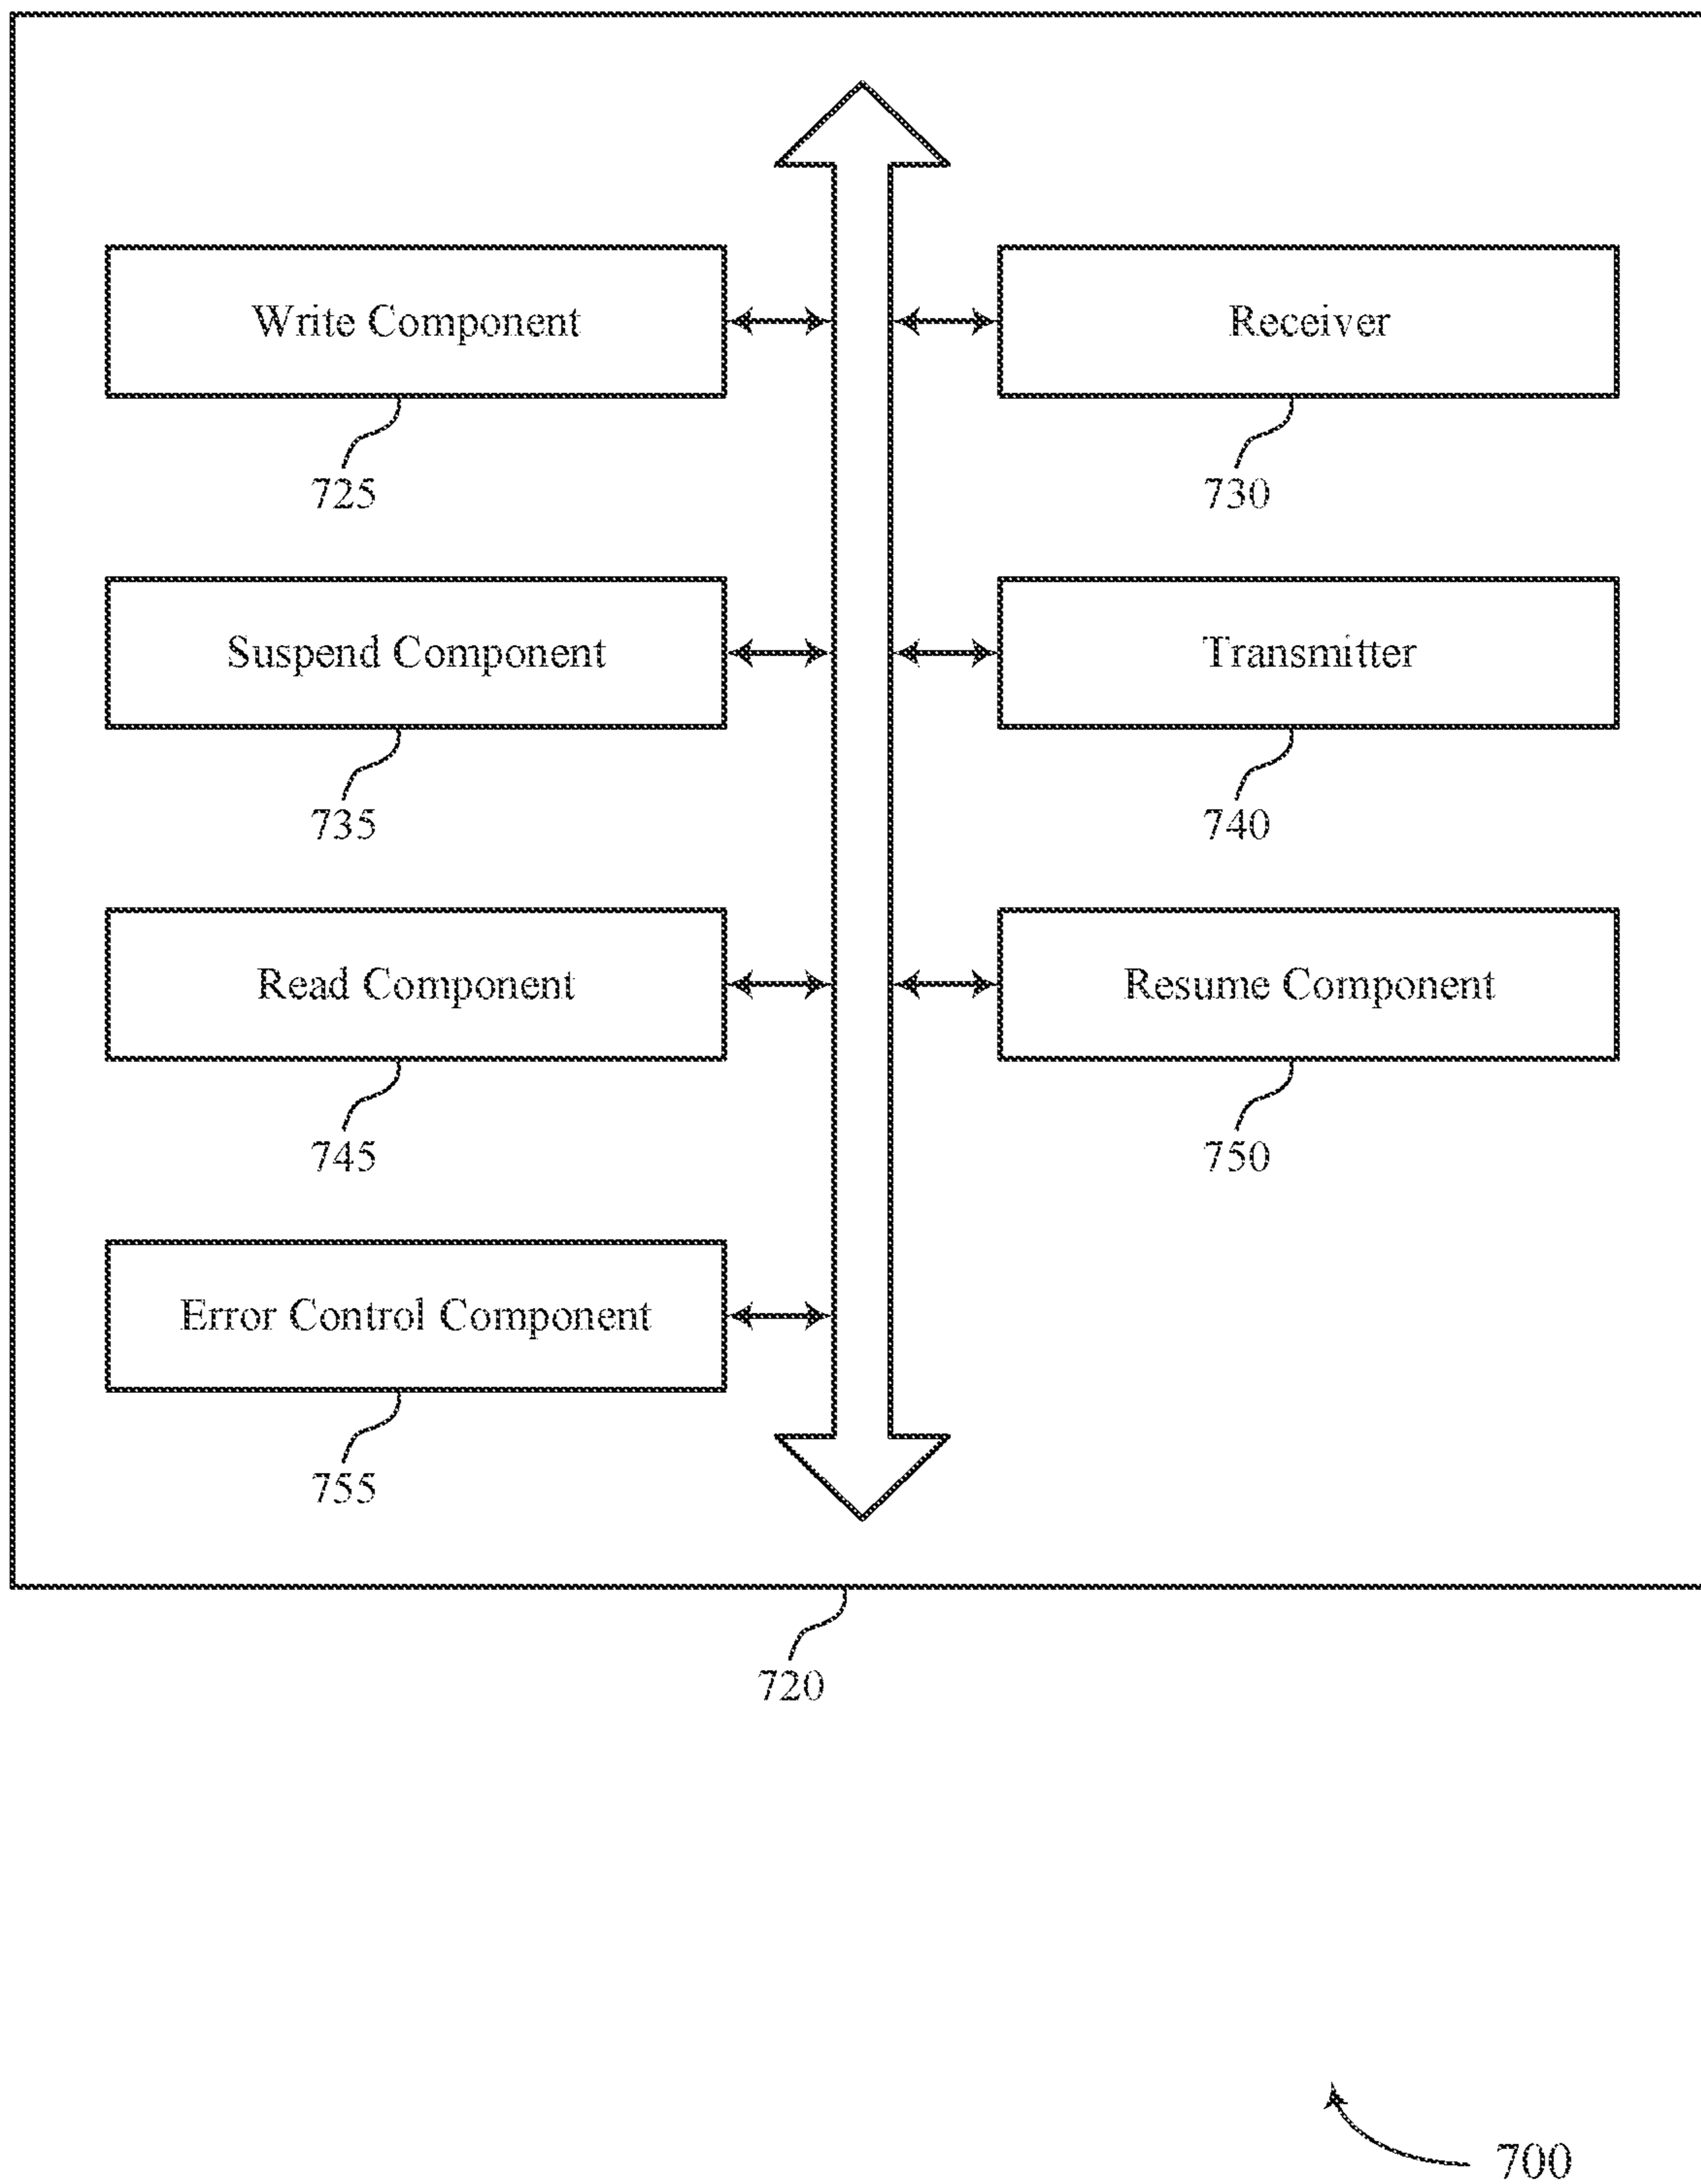 Write Component
Receiver
725
730
Suspend Component
Transmitter
735
740
Read Component
Resume Component
745
750
Error Control Component
755
720
700